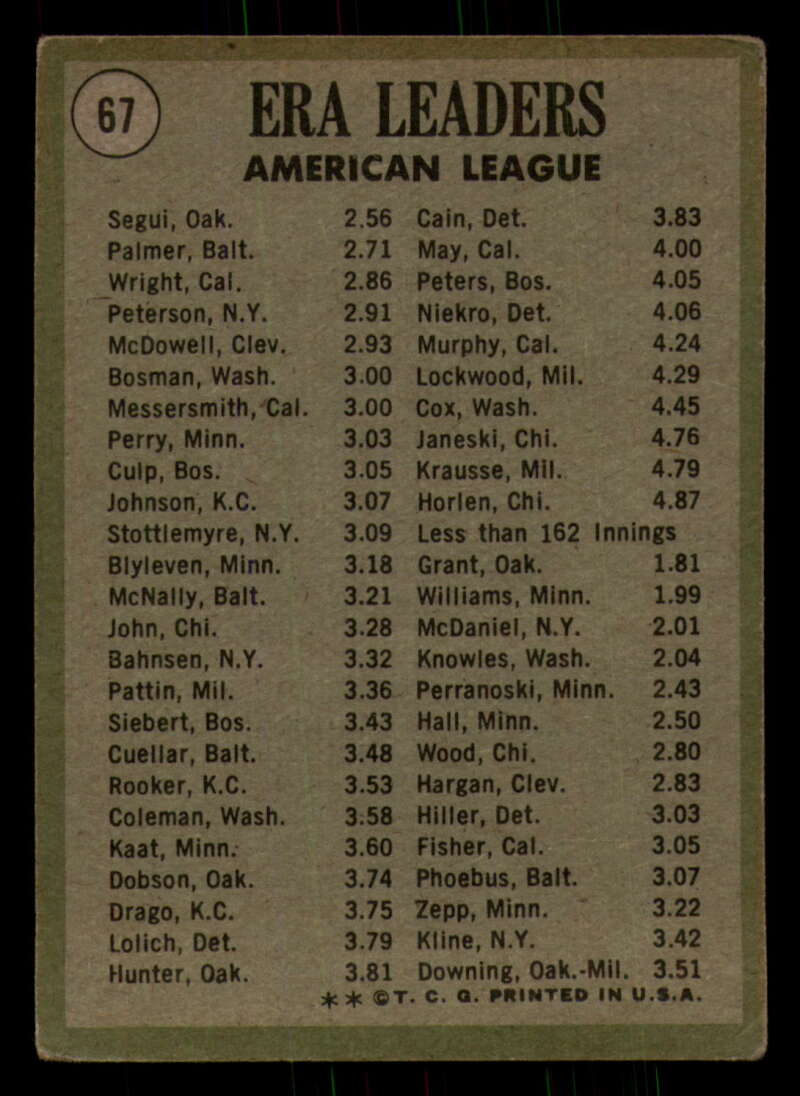 67
ERA LEADERS
AMERICAN LEAGUE
Segui, Oak. 2.56
Palmer, Balt. 2.71
Wright, Cal. 2.86
Peterson, N.Y. 2.91
McDowell, Clev. 2.93
Bosman, Wash. 3.00
Messersmith, Cal. 3.00
Perry, Minn. 3.03
Culp, Bos. 3.05
Johnson, K.C. 3.07
Stottlemyre, N.Y. 3.09
Blyleven, Minn. 3.18
McNally, Balt. 3.21
John, Chi. 3.28
Bahnsen, N.Y. 3.32
Pattin, Mil. 3.36
Siebert, Bos. 3.43
Cuellar, Balt. 3.48
Rooker, K.C. 3.53
Coleman, Wash. 3.58
Kaat, Minn. 3.60
Dobson, Oak. 3.74
Drago, K.C. 3.75
Lolich, Det. 3.79
Hunter, Oak. 3.81
Cain, Det. 3.83
May, Cal. 4.00
Peters, Bos. 4.05
Niekro, Det. 4.06
Murphy, Cal. 4.24
Lockwood, Mil. 4.29
Cox, Wash. 4.45
Janeski, Chi. 4.76
Krausse, Mil. 4.79
Horlen, Chi. 4.87
Less than 162 Innings
Grant, Oak. 1.81
Williams, Minn. 1.99
McDaniel, N.Y. 2.01
Knowles, Wash. 2.04
Perranoski, Minn. 2.43
Hall, Minn. 2.50
Wood, Chi. 2.80
Hargan, Clev. 2.83
Hiller, Det. 3.03
Fisher, Cal. 3.05
Phoebus, Balt. 3.07
Zepp, Minn. 3.22
Kline, N.Y. 3.42
Downing, Oak.-Mil. 3.51
** ©T. C. G. PRINTED IN U.S.A.